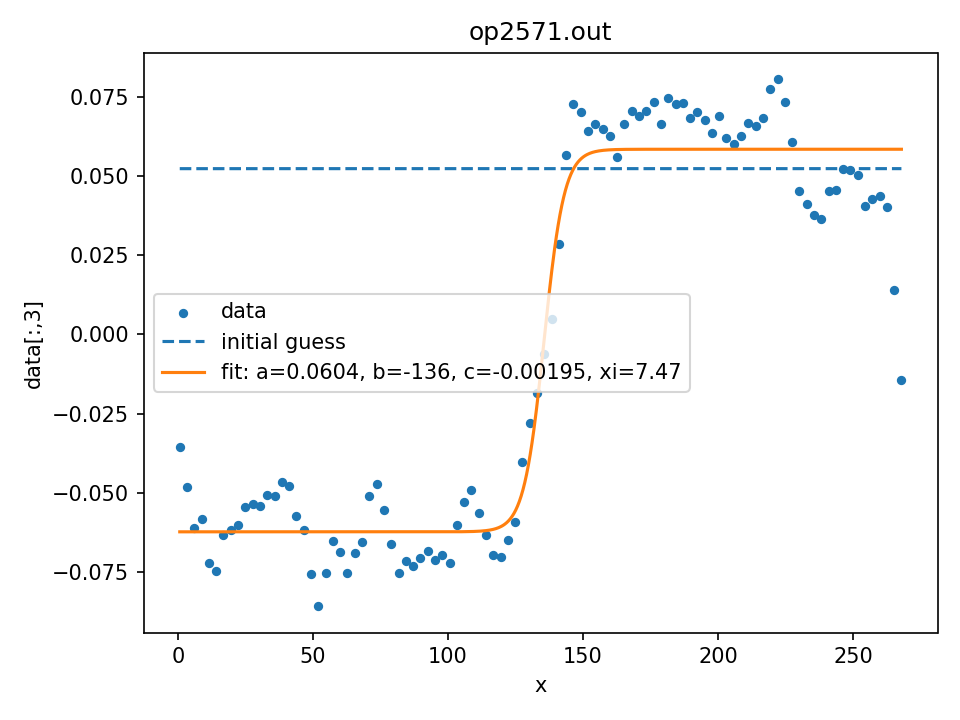 op2571.out
0.075
0.050
0.025
0.000
−0.025
−0.050
−0.075
data[:,3]
data
initial guess
fit: a=0.0604, b=-136, c=-0.00195, xi=7.47
0 50 100 150 200 250
x